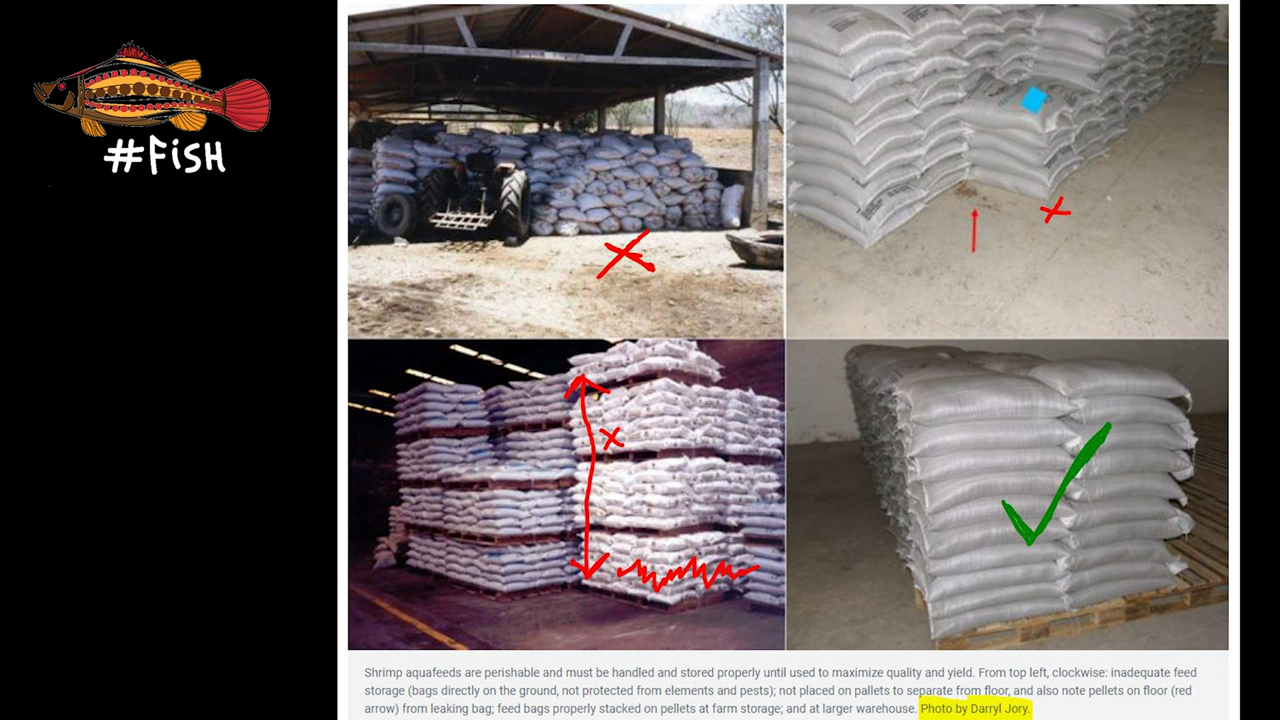 #FiSH
Shrimp aquafeeds are perishable and must be handled and stored properly until used to maximize quality and yield. From top left, clockwise: inadequate feed
storage (bags directly on the ground, not protected from elements and pests); not placed on pallets to separate from floor, and also note pellets on floor (red
arrow) from leaking bag; feed bags properly stacked on pellets at farm storage; and at larger warehouse. Photo by Darryl Jory.